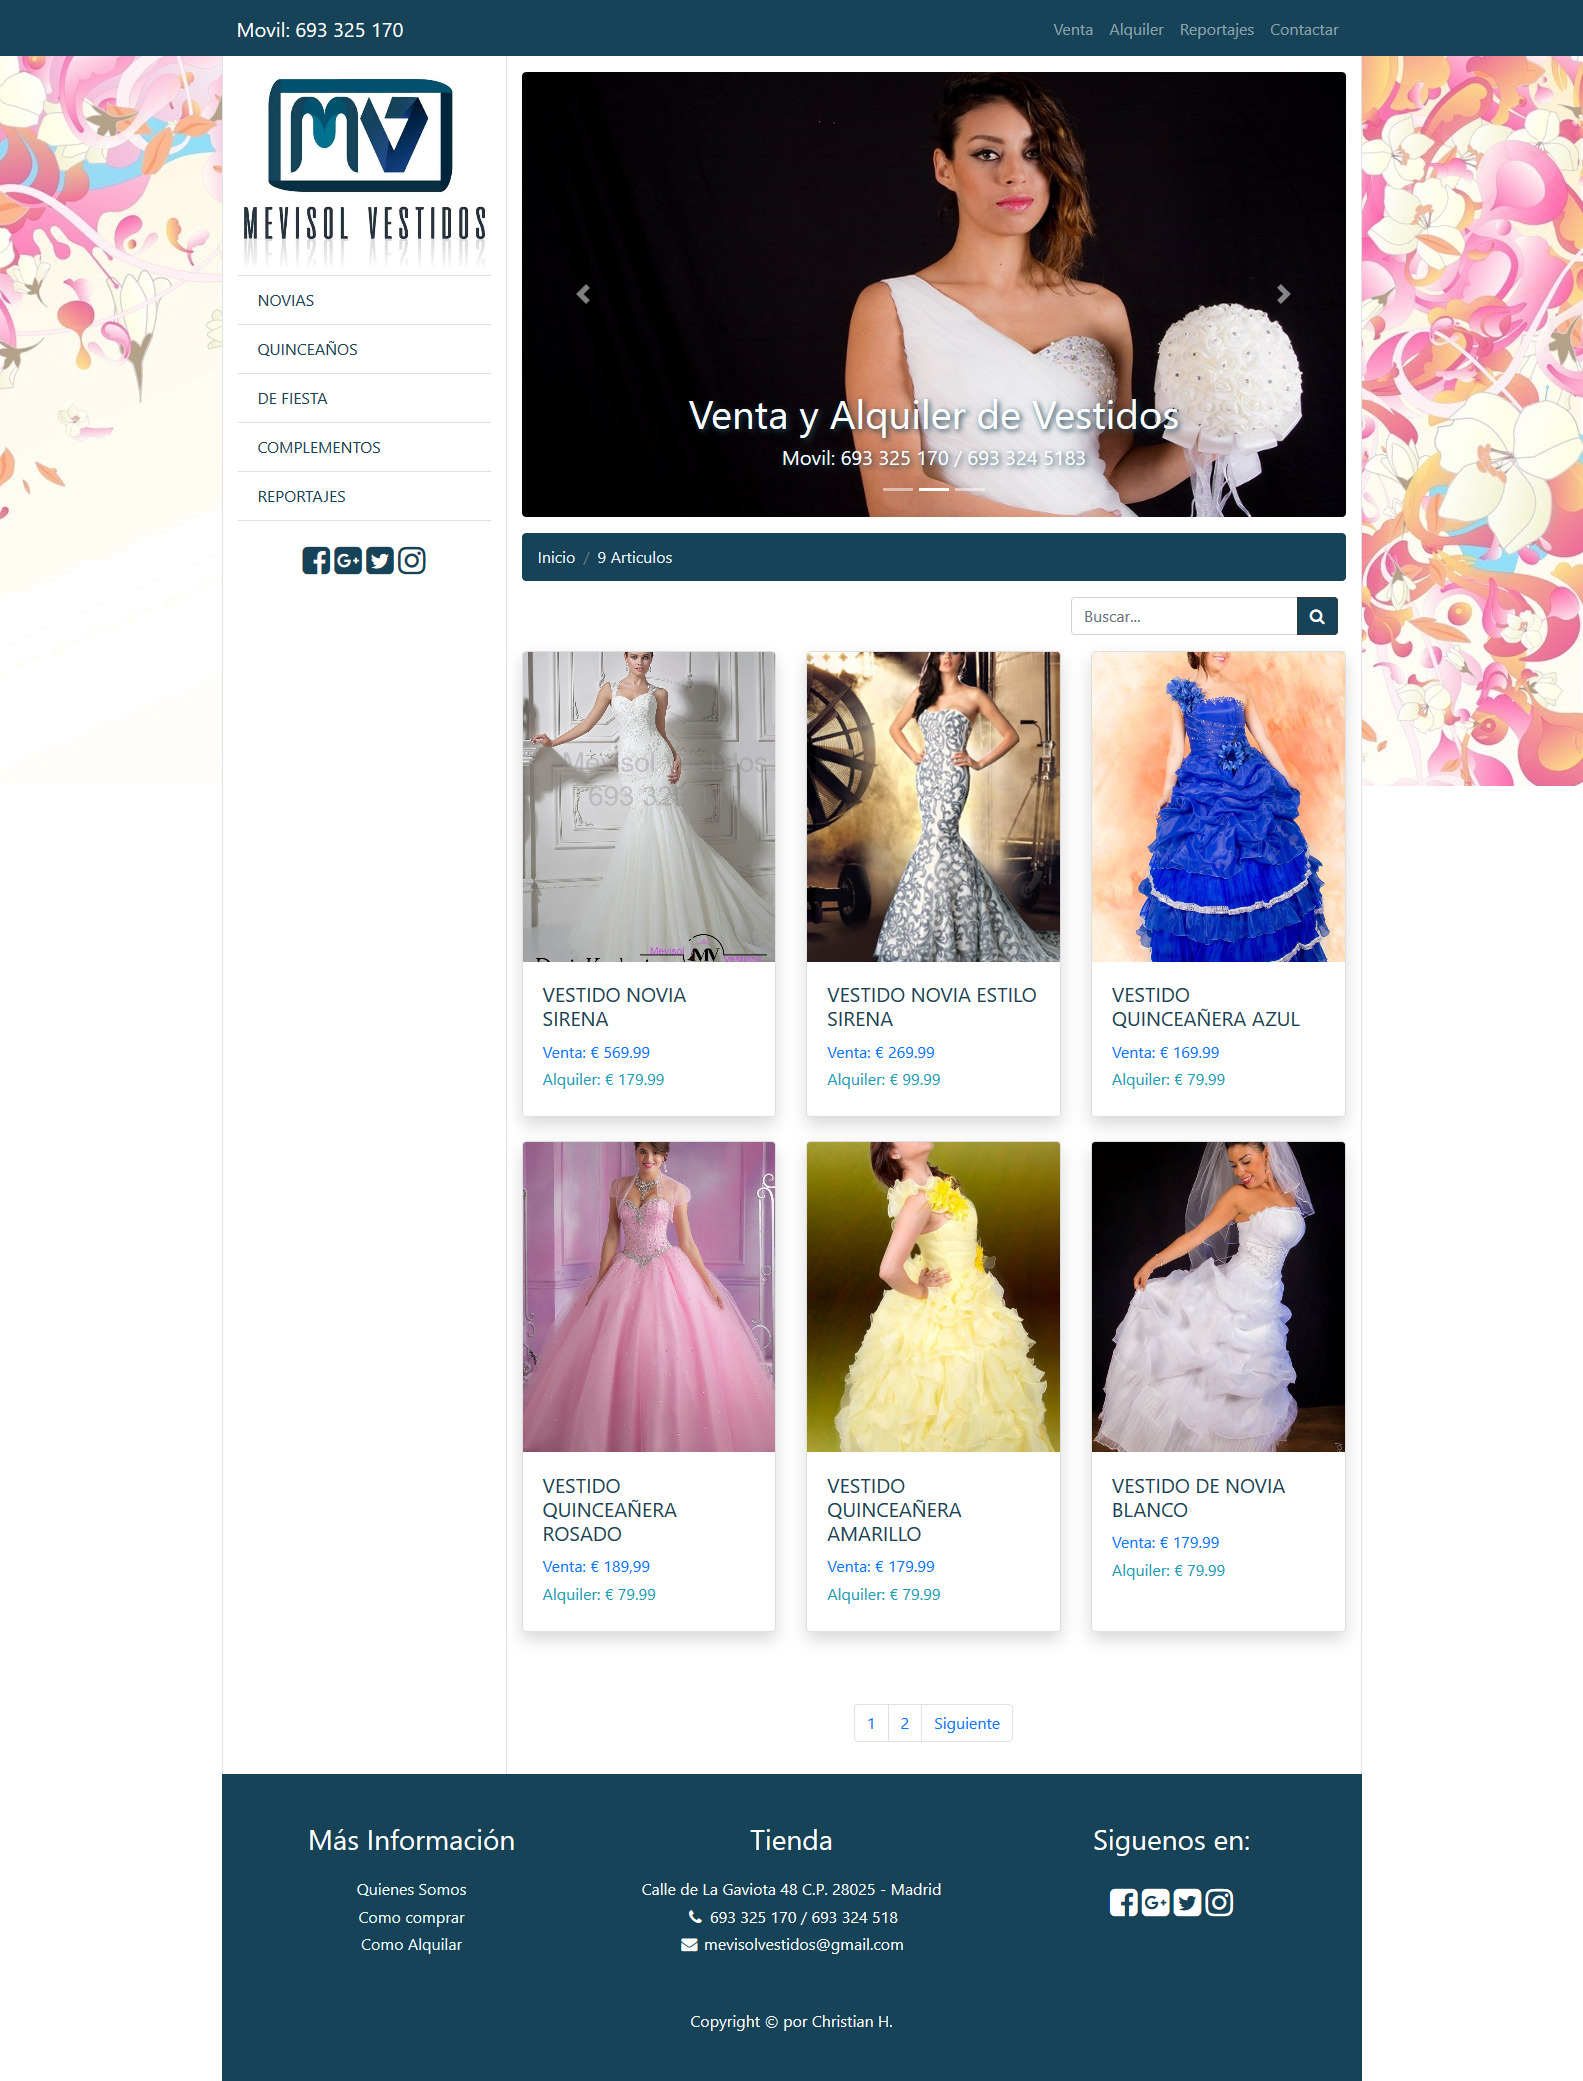 Movil: 693 325 170
Venta Alquiler Reportajes Contactar
MV
MEVISOL VESTIDOS
NOVIAS
QUINCEAÑOS
DE FIESTA
COMPLEMENTOS
REPORTAJES
Venta y Alquiler de Vestidos
Movil: 693 325 170 / 693 324 5183
Inicio / 9 Articulos
Buscar...
Mevisol
693 32
Mevisol MV Vestidos
VESTIDO NOVIA
SIRENA
Venta: € 569.99
Alquiler: € 179.99
VESTIDO NOVIA ESTILO
SIRENA
Venta: € 269.99
Alquiler: € 99.99
VESTIDO
QUINCEAÑERA AZUL
Venta: € 169.99
Alquiler: € 79.99
VESTIDO
QUINCEAÑERA
ROSADO
Venta: € 189,99
Alquiler: € 79.99
VESTIDO
QUINCEAÑERA
AMARILLO
Venta: € 179.99
Alquiler: € 79.99
VESTIDO DE NOVIA
BLANCO
Venta: € 179.99
Alquiler: € 79.99
1 2 Siguiente
Más Información
Quienes Somos
Como comprar
Como Alquilar
Tienda
Calle de La Gaviota 48 C.P. 28025 - Madrid
693 325 170 / 693 324 518
mevisolvestidos@gmail.com
Siguenos en:
Copyright © por Christian H.